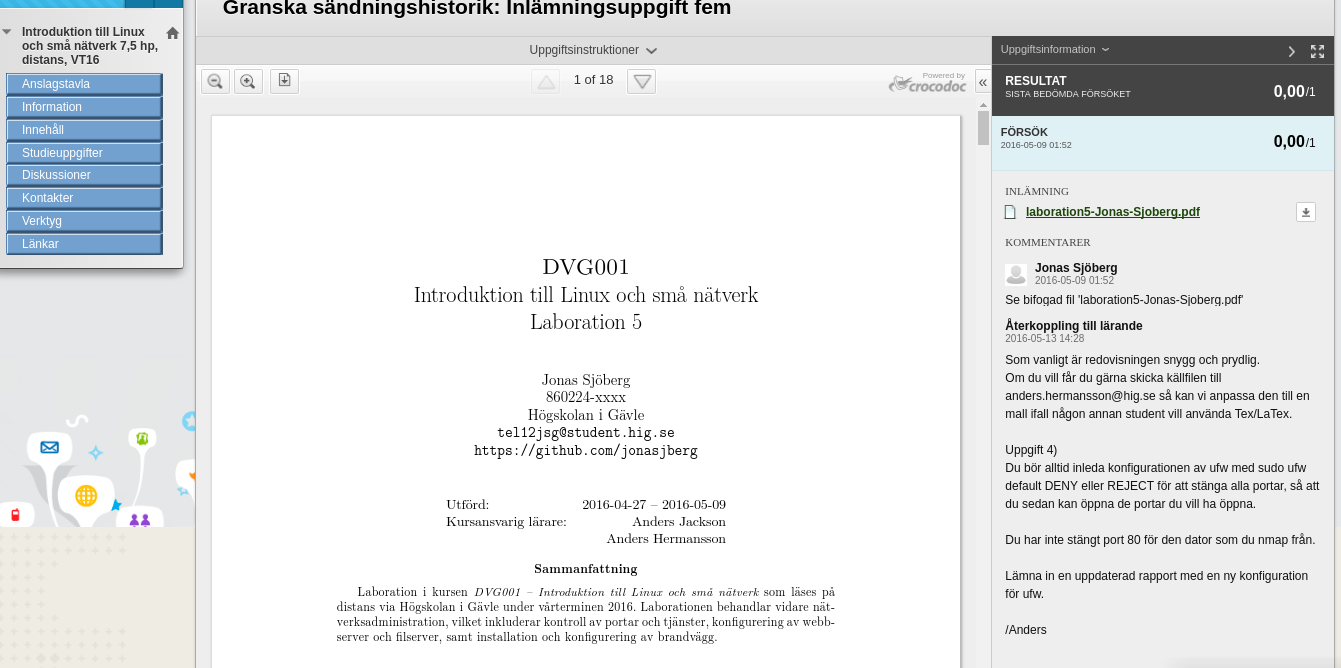 Granska sändningshistorik: Inlämningsuppgift fem
Introduktion till Linux
och små nätverk 7,5 hp,
distans, VT16
Anslagstavla
Information
Innehåll
Studieuppgifter
Diskussioner
Kontakter
Verktyg
Länkar
Uppgiftsinstruktioner
1 of 18
Powered by
crocodoc
«
DVG001
Introduktion till Linux och små nätverk
Laboration 5
Jonas Sjöberg
860224-xxxx
Högskolan i Gävle
tel12jsg@student.hig.se
https://github.com/jonasjberg
Utförd: 2016-04-27 – 2016-05-09
Kursansvarig lärare: Anders Jackson
Anders Hermansson
Sammanfattning
Laboration i kursen DVG001 – Introduktion till Linux och små nätverk som läses på
distans via Högskolan i Gävle under vårterminen 2016. Laborationen behandlar vidare nät-
verksadministration, vilket inkluderar kontroll av portar och tjänster, konfigurering av webb-
server och filserver, samt installation och konfigurering av brandvägg.
Uppgiftsinformation
RESULTAT
SISTA BEDÖMDA FÖRSÖKET
0,00/1
FÖRSÖK
2016-05-09 01:52
0,00/1
INLÄMNING
laboration5-Jonas-Sjoberg.pdf
KOMMENTARER
Jonas Sjöberg
2016-05-09 01:52
Se bifogad fil 'laboration5-Jonas-Sjoberg.pdf'
Återkoppling till lärande
2016-05-13 14:28
Som vanligt är redovisningen snygg och prydlig.
Om du vill får du gärna skicka källfilen till
anders.hermansson@hig.se så kan vi anpassa den till en
mall ifall någon annan student vill använda Tex/LaTex.
Uppgift 4)
Du bör alltid inleda konfigurationen av ufw med sudo ufw
default DENY eller REJECT för att stänga alla portar, så att
du sedan kan öppna de portar du vill ha öppna.
Du har inte stängt port 80 för den dator som du nmap från.
Lämna in en uppdaterad rapport med en ny konfiguration
för ufw.
/Anders